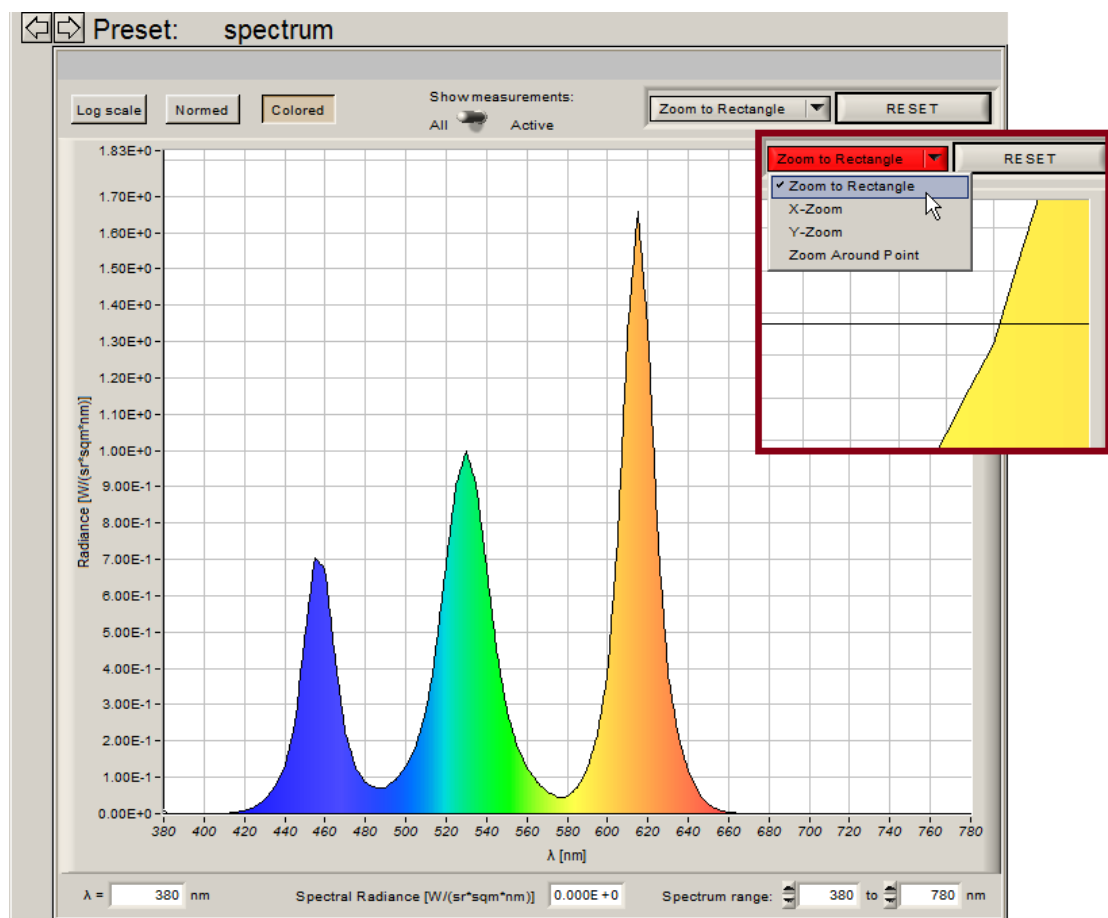 Preset: spectrum
Log scale Normed Colored
Show measurements:
All Active
Zoom to Rectangle RESET
Zoom to Rectangle RESET
✓ Zoom to Rectangle
X-Zoom
Y-Zoom
Zoom Around Point
Radiance [W/(sr*sqm*nm)]
1.83E+0
1.70E+0
1.60E+0
1.50E+0
1.40E+0
1.30E+0
1.20E+0
1.10E+0
1.00E+0
9.00E-1
8.00E-1
7.00E-1
6.00E-1
5.00E-1
4.00E-1
3.00E-1
2.00E-1
1.00E-1
0.00E+0
380 400 420 440 460 480 500 520 540 560 580 600 620 640 660 680 700 720 740 760 780
λ [nm]
λ = 380 nm Spectral Radiance [W/(sr*sqm*nm)] 0.000E+0 Spectrum range: 380 to 780 nm